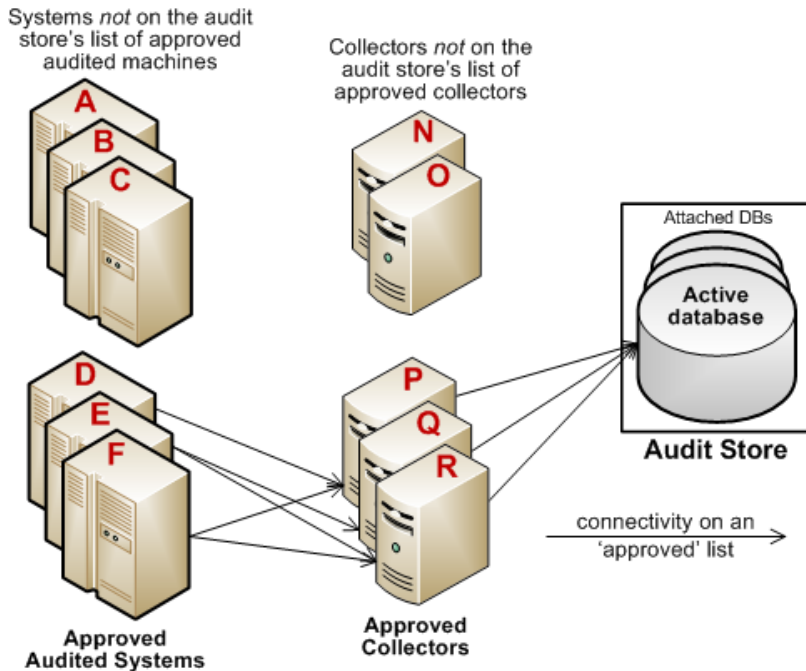 Systems not on the audit
store's list of approved
audited machines
A
B
C
Collectors not on the
audit store's list of
approved collectors
N
O
Attached DBs
Active
database
Audit Store
D
E
F
Approved
Audited Systems
P
Q
R
Approved
Collectors
connectivity on an
'approved' list